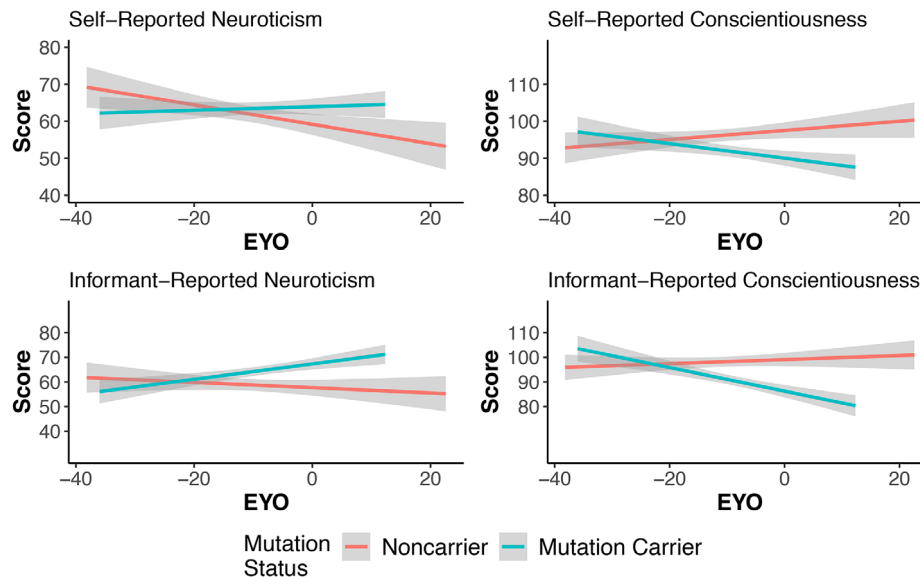 Self−Reported Neuroticism
Score
80
70
60
50
40
−40 −20 0 20
EYO
Self−Reported Conscientiousness
Score
110
100
90
80
−40 −20 0 20
EYO
Informant−Reported Neuroticism
Score
80
70
60
50
40
−40 −20 0 20
EYO
Informant−Reported Conscientiousness
Score
110
100
90
80
−40 −20 0 20
EYO
Mutation
Status
Noncarrier
Mutation Carrier